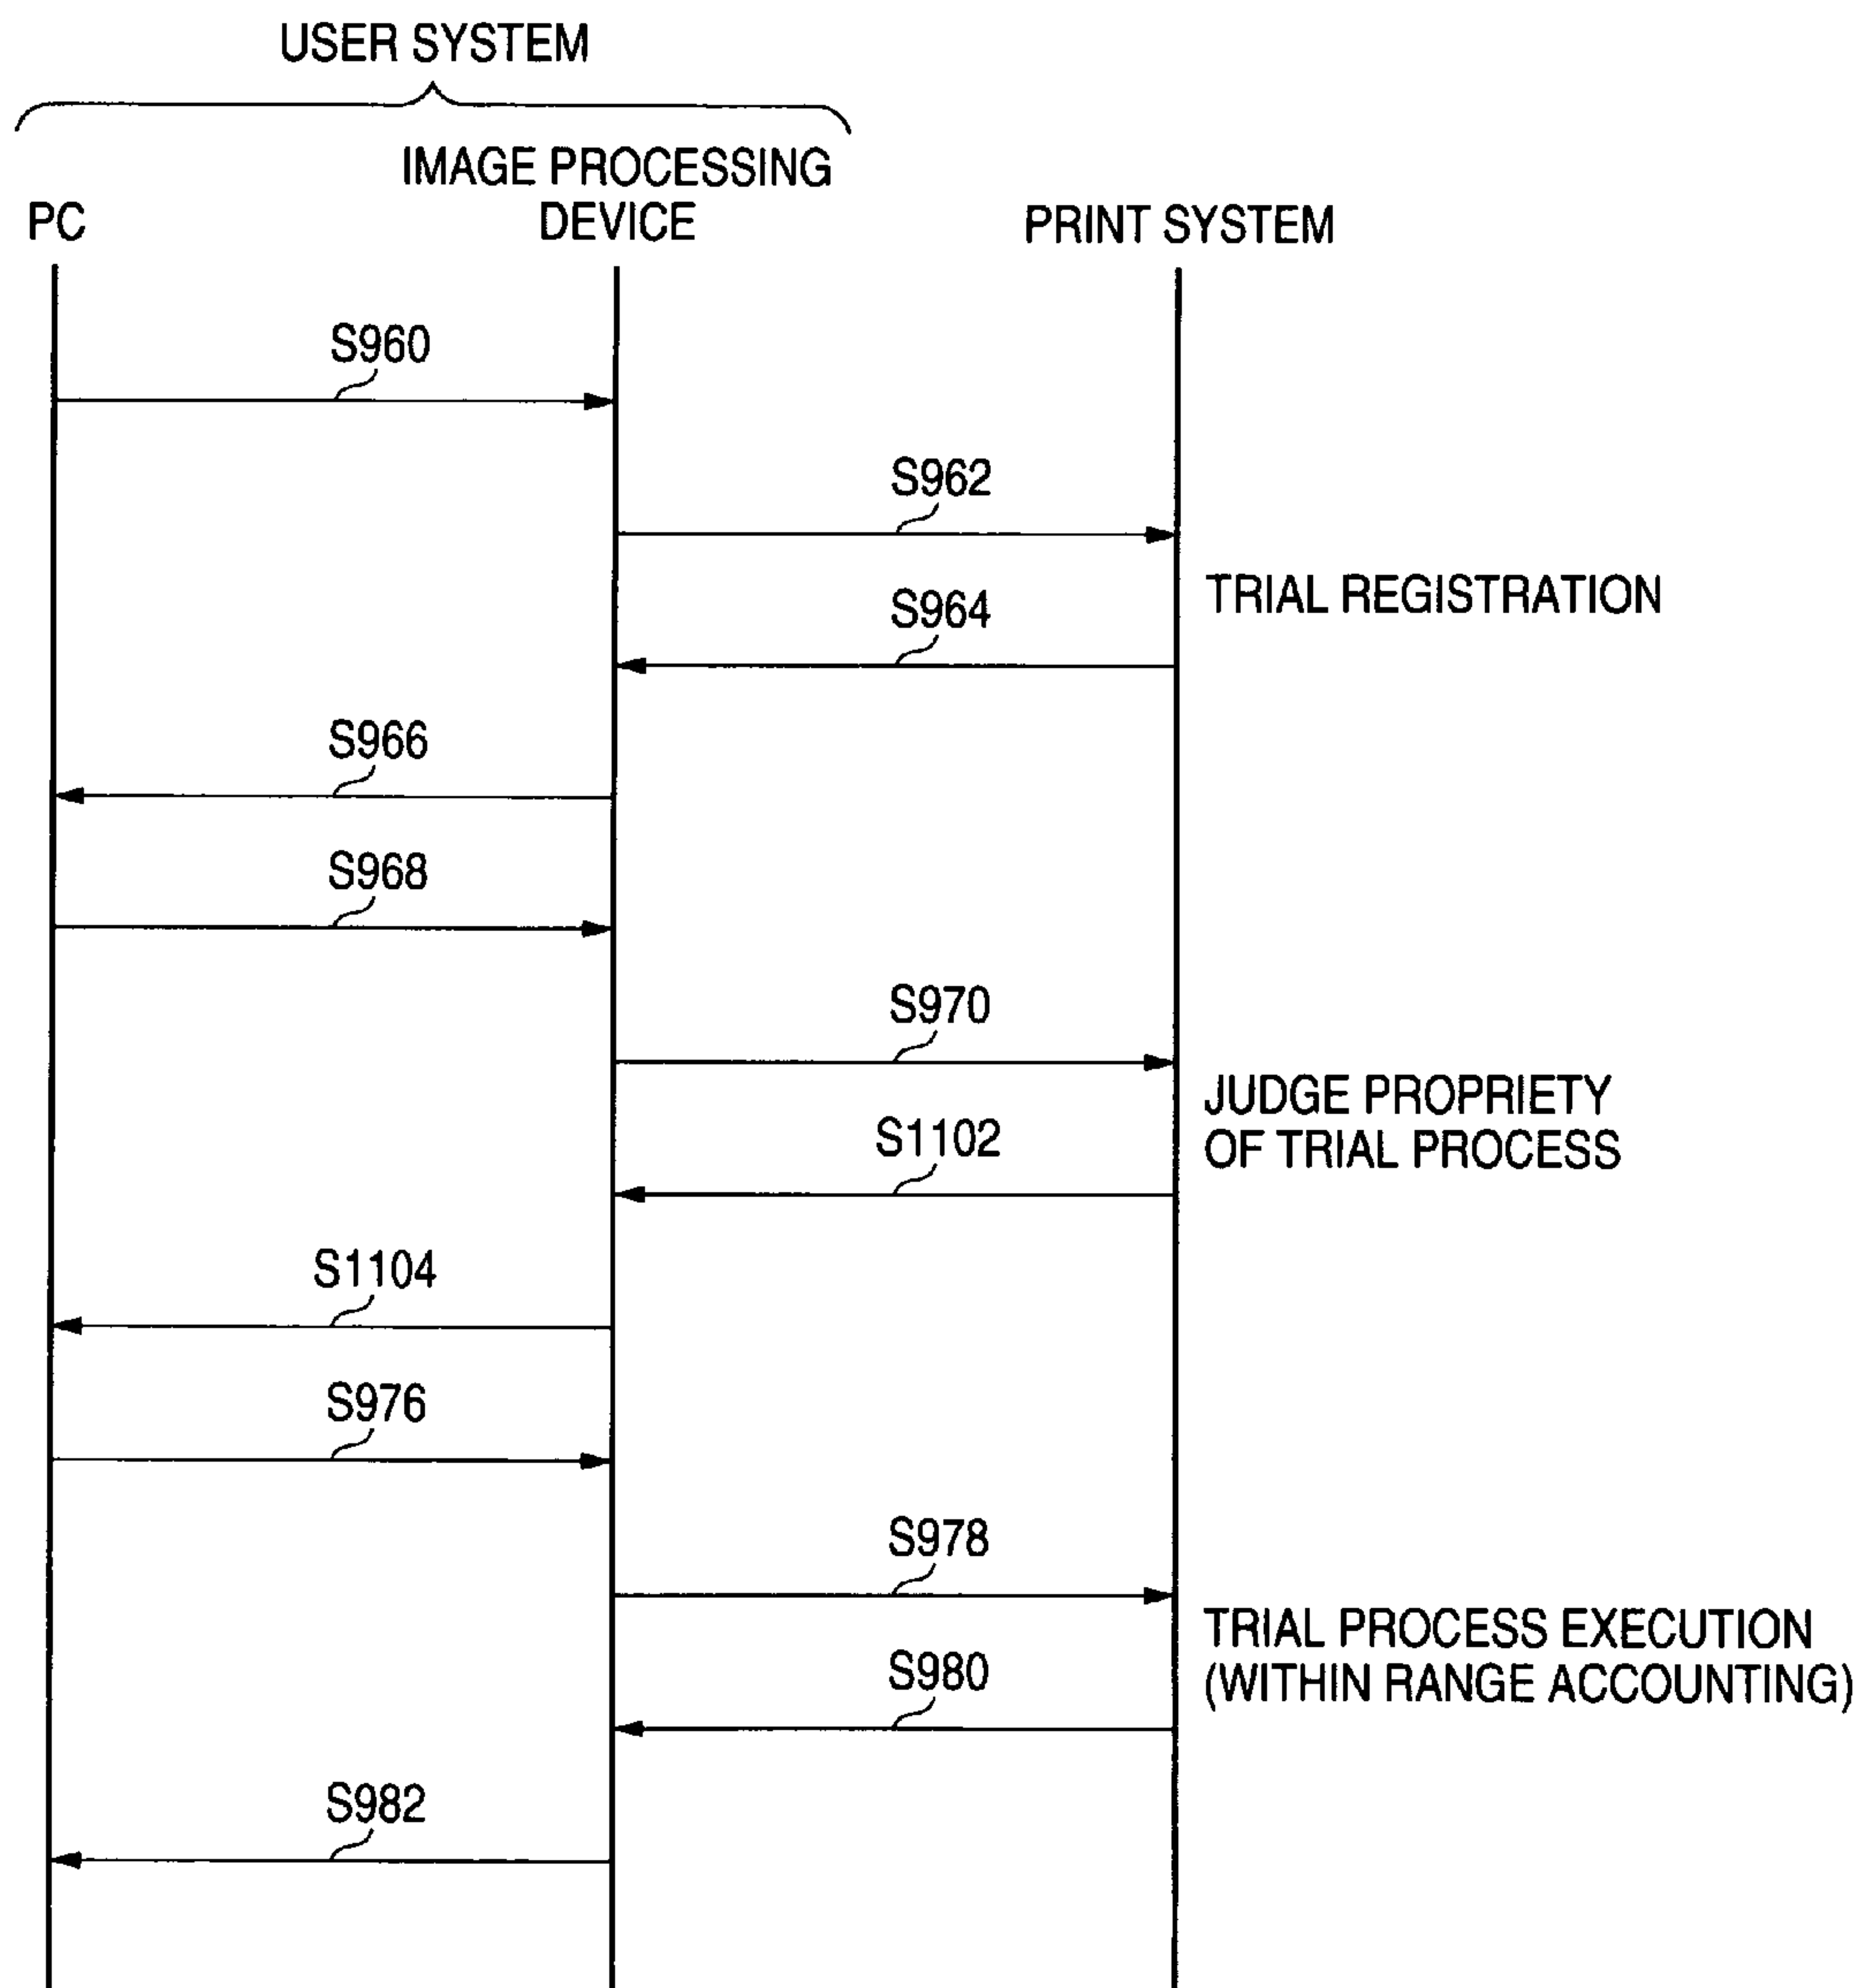 USER SYSTEM
IMAGE PROCESSING
DEVICE
PC
PRINT SYSTEM
S960
S962
TRIAL REGISTRATION
S964
S966
S968
S970
JUDGE PROPRIETY
OF TRIAL PROCESS
S1102
S1104
S976
S978
TRIAL PROCESS EXECUTION
(WITHIN RANGE ACCOUNTING)
S980
S982